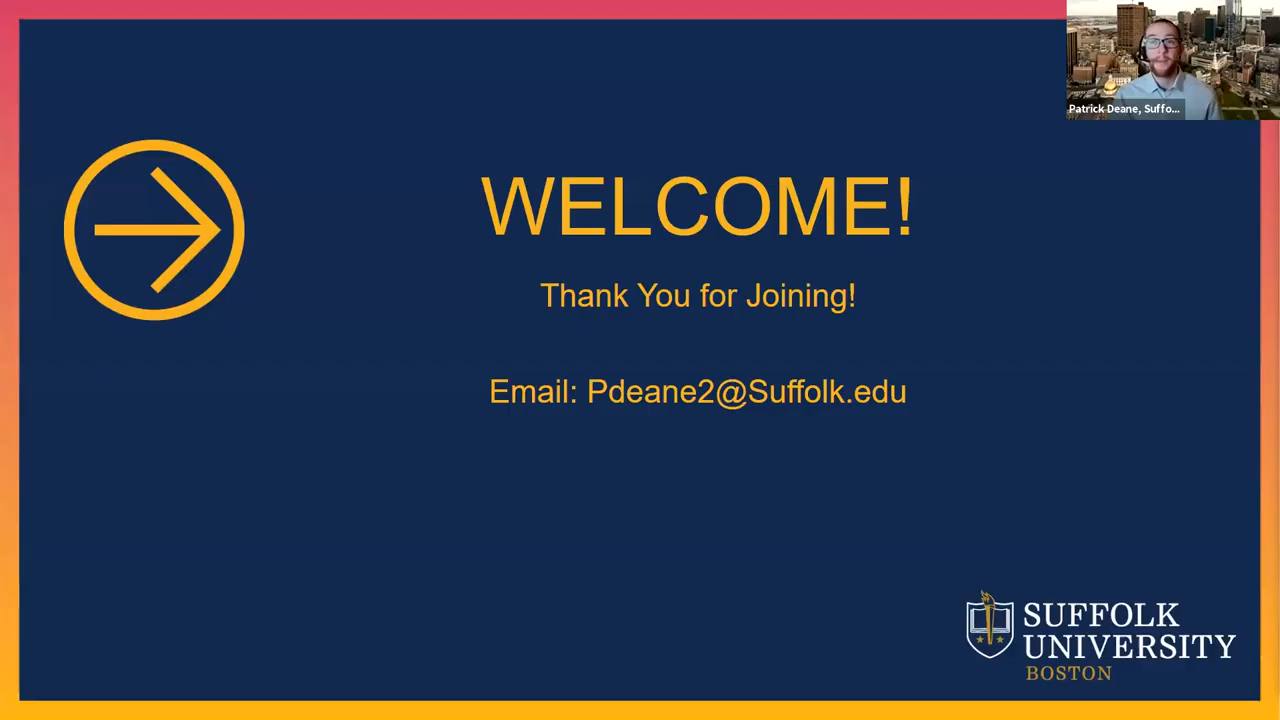 Patrick Deane, Suffo...
WELCOME!
Thank You for Joining!
Email: Pdeane2@Suffolk.edu
SUFFOLK
UNIVERSITY
BOSTON